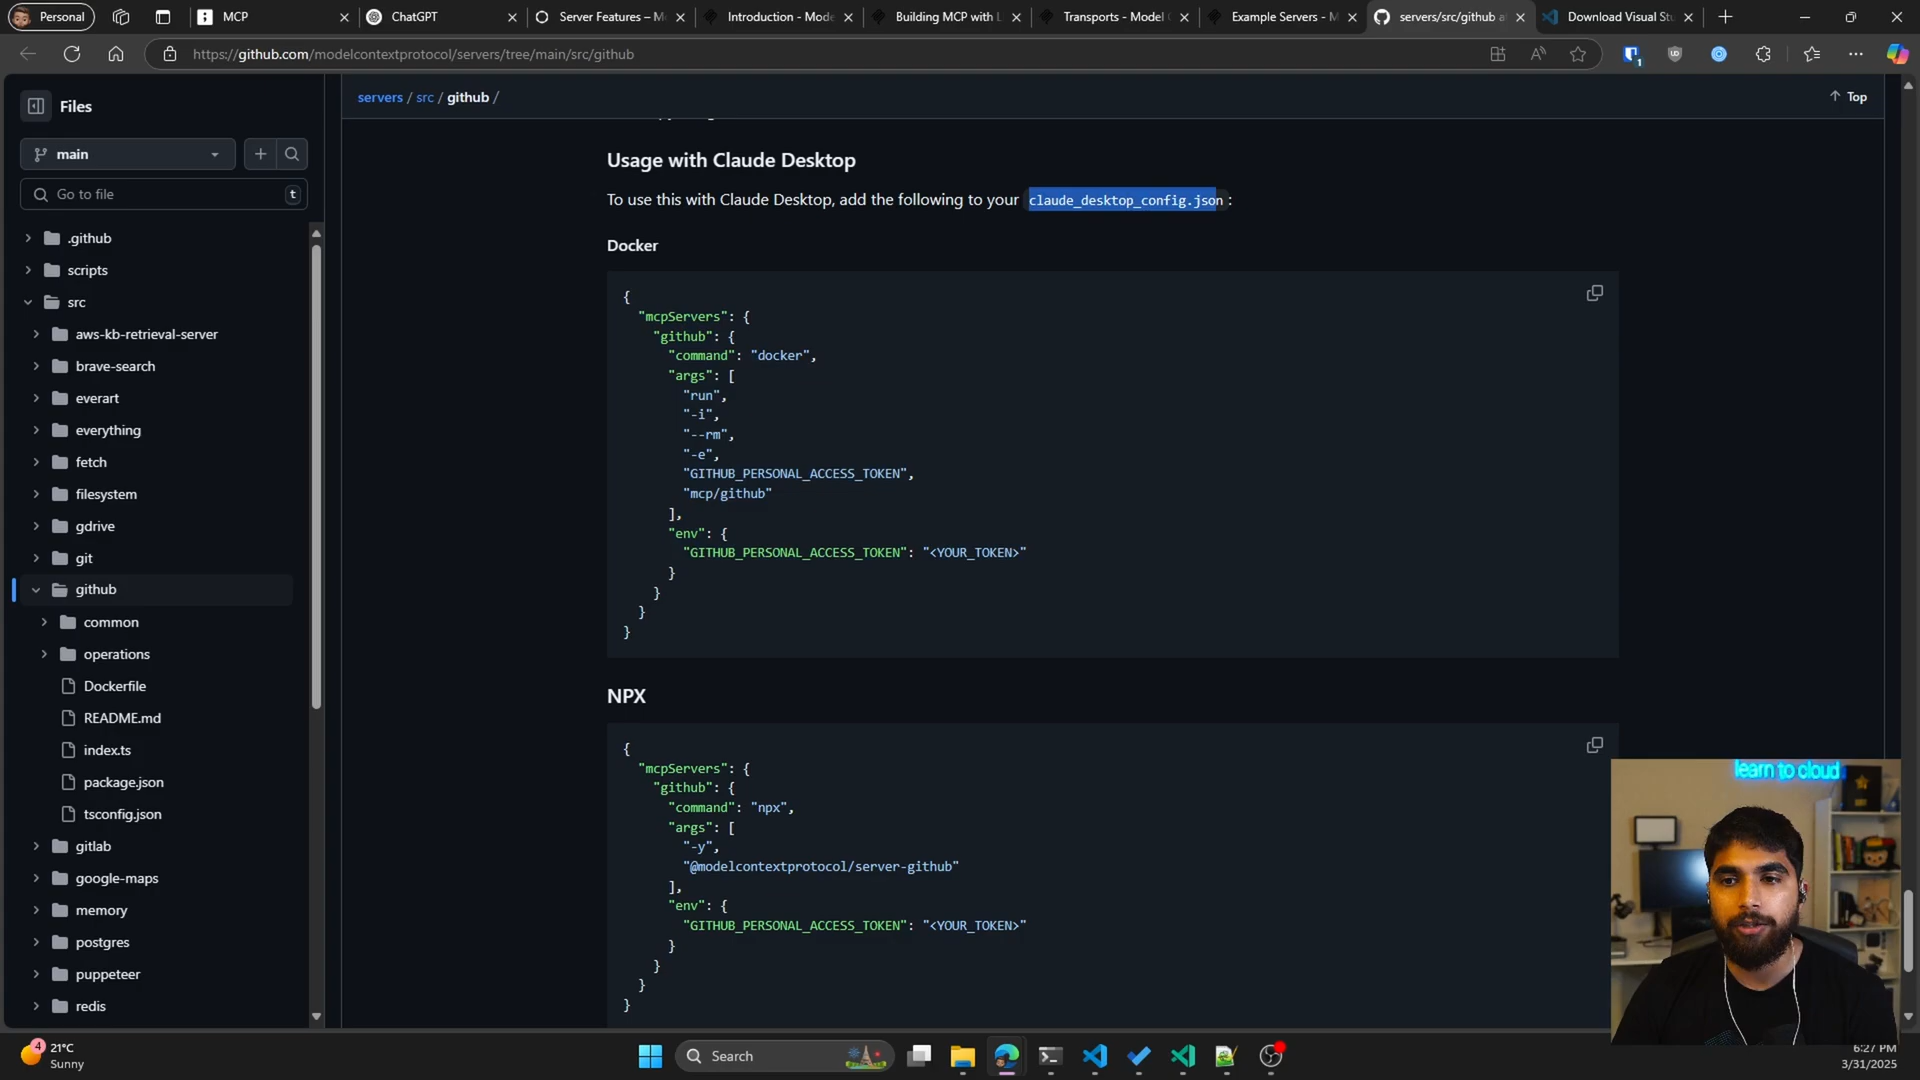 Personal
MCP
ChatGPT
Server Features – M
Introduction - Mode
Building MCP with L
Transports - Model C
Example Servers - M
servers/src/github a
Download Visual Stu
https://github.com/modelcontextprotocol/servers/tree/main/src/github
1
Files
servers / src / github /
Top
main
Go to file
t
.github
scripts
src
aws-kb-retrieval-server
brave-search
everart
everything
fetch
filesystem
gdrive
git
github
common
operations
Dockerfile
README.md
index.ts
package.json
tsconfig.json
gitlab
google-maps
memory
postgres
puppeteer
redis
Usage with Claude Desktop
To use this with Claude Desktop, add the following to your claude_desktop_config.json :
Docker
{
"mcpServers": {
"github": {
"command": "docker",
"args": [
"run",
"-i",
"--rm",
"-e",
"GITHUB_PERSONAL_ACCESS_TOKEN",
"mcp/github"
],
"env": {
"GITHUB_PERSONAL_ACCESS_TOKEN": "<YOUR_TOKEN>"
}
}
}
}
NPX
{
"mcpServers": {
"github": {
"command": "npx",
"args": [
"-y",
"@modelcontextprotocol/server-github"
],
"env": {
"GITHUB_PERSONAL_ACCESS_TOKEN": "<YOUR_TOKEN>"
}
}
}
}
learn to cloud
4
21°C
Sunny
Search
6:27 PM
3/31/2025